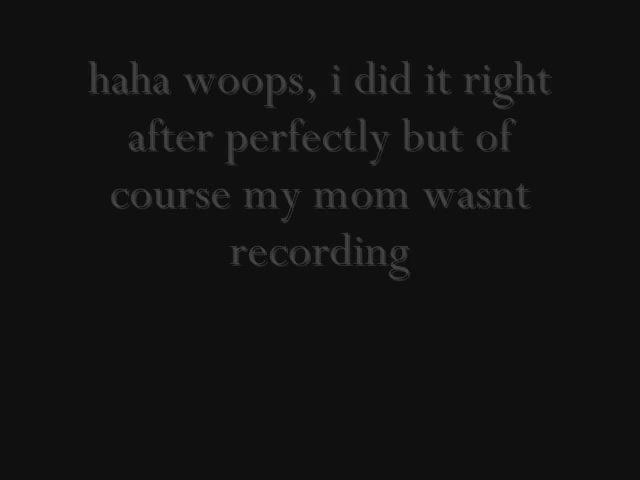 haha woops, i did it right
after perfectly but of
course my mom wasnt
recording